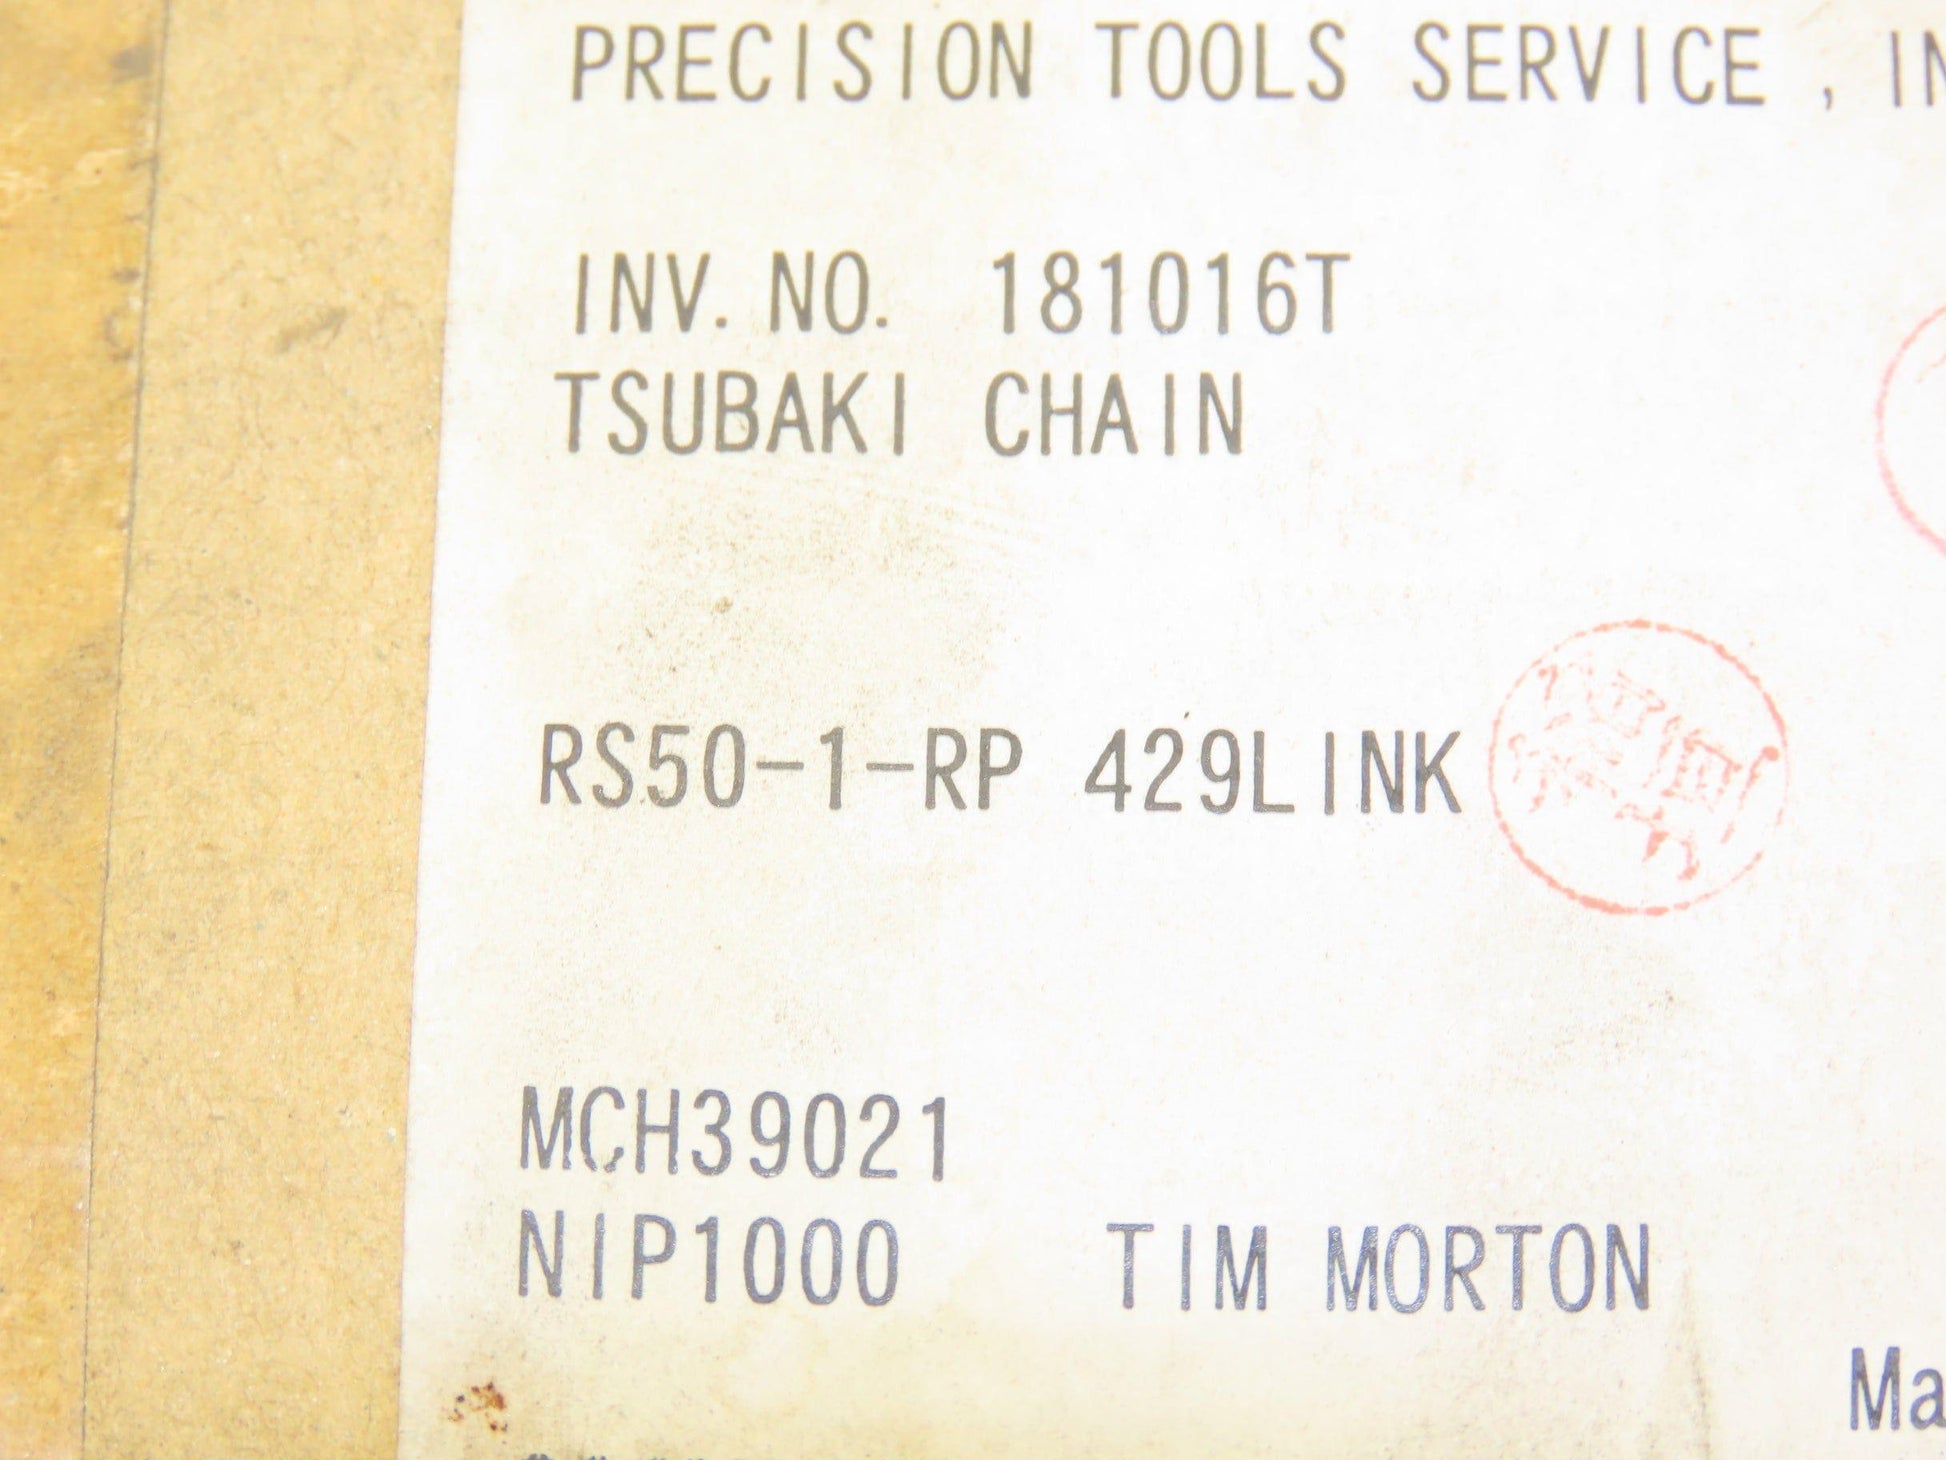 PRECISION TOOLS SERVICE , IN
INV. NO. 181016T
TSUBAKI CHAIN
RS50-1-RP 429LINK
MCH39021
NIP1000 TIM MORTON
Ma